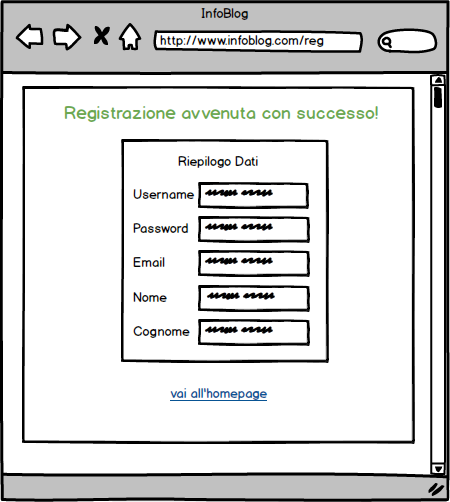 InfoBlog
http://www.infoblog.com/reg
Registrazione avvenuta con successo!
Riepilogo Dati
Username
Password
Email
Nome
Cognome
vai all'homepage